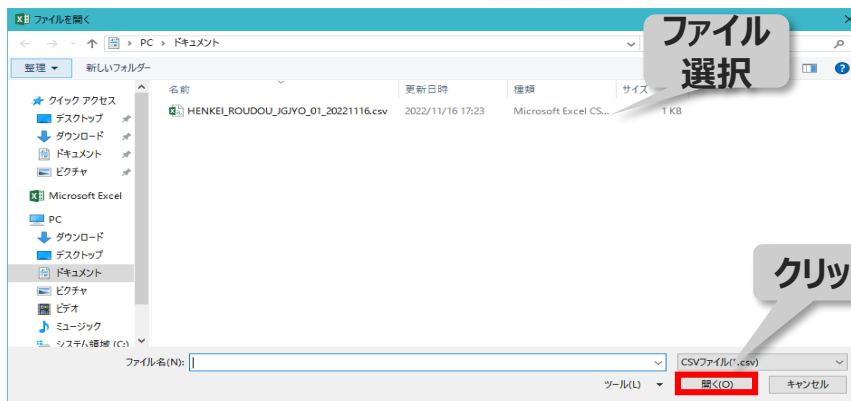 ファイルを開く
PC › ドキュメント
ファイル
選択
整理 新しいフォルダー
名前 更新日時 種類 サイズ
HENKEI_ROUDOU_JGJYO_01_20221116.csv 2022/11/16 17:23 Microsoft Excel CS... 1 KB
クイック アクセス
デスクトップ
ダウンロード
ドキュメント
ピクチャ
Microsoft Excel
PC
ダウンロード
デスクトップ
ドキュメント
ピクチャ
ビデオ
ミュージック
システム領域 (C:)
クリッ
ファイル名(N): CSVファイル(*.csv)
ツール(L) 開く(O) キャンセル